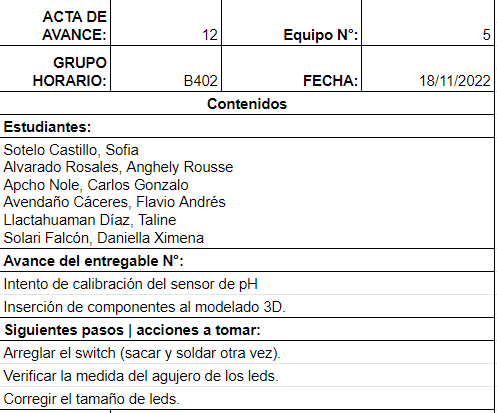 ACTA DE
AVANCE: 12 Equipo N°: 5
GRUPO
HORARIO: B402 FECHA: 18/11/2022
Contenidos
Estudiantes:
Sotelo Castillo, Sofia
Alvarado Rosales, Anghely Rousse
Apcho Nole, Carlos Gonzalo
Avendaño Cáceres, Flavio Andrés
Llactahuaman Díaz, Taline
Solari Falcón, Daniella Ximena
Avance del entregable N°:
Intento de calibración del sensor de pH
Inserción de componentes al modelado 3D.
Siguientes pasos | acciones a tomar:
Arreglar el switch (sacar y soldar otra vez).
Verificar la medida del agujero de los leds.
Corregir el tamaño de leds.